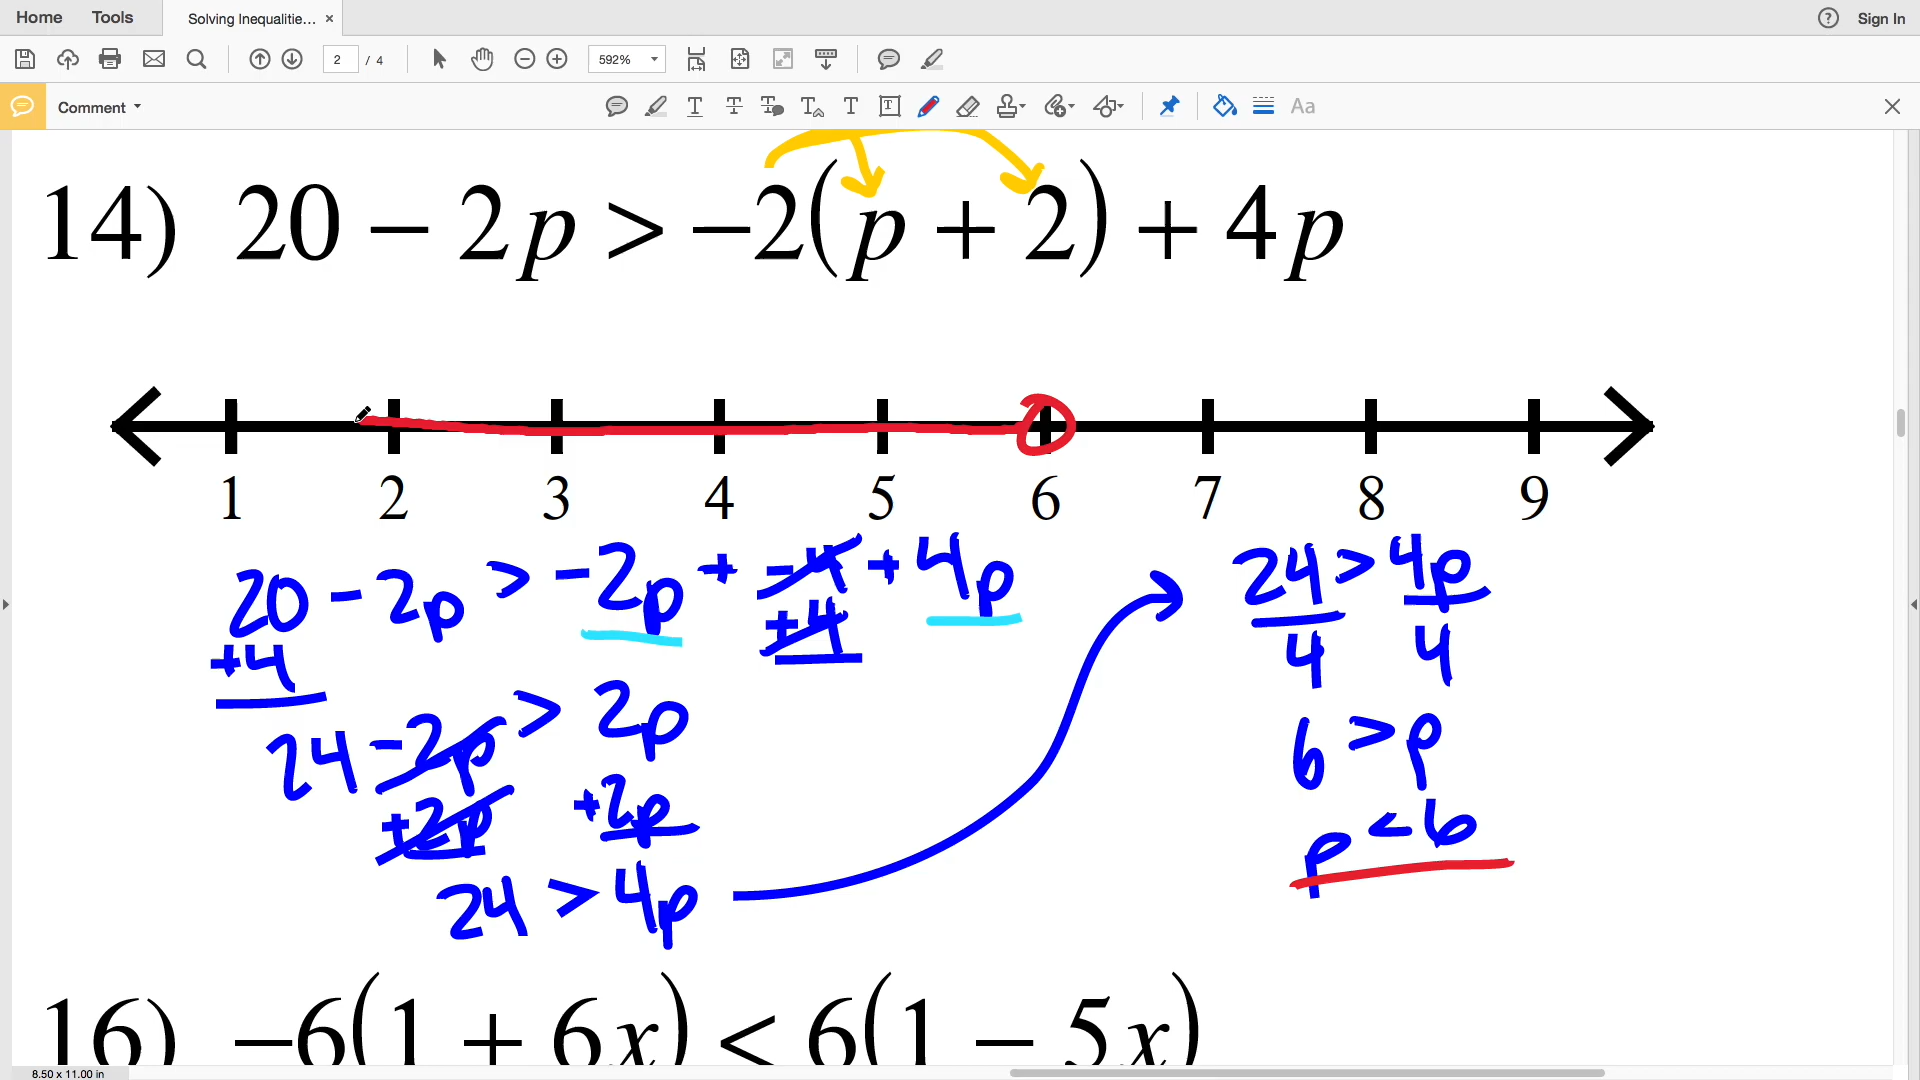 Home Tools Solving Inequalitie... × ? Sign In
2 / 4 592%
Comment Aa
14) 20 − 2p > −2(p + 2) + 4p
1 2 3 4 5 6 7 8 9
20 - 2p > -2p + -4 + 4p
+4 +4
24 - 2p > 2p
+2p +2p
24 > 4p
24 > 4p
4 4
6 > p
p < 6
16) −6(1 + 6x) < 6(1 − 5x)
8.50 x 11.00 in